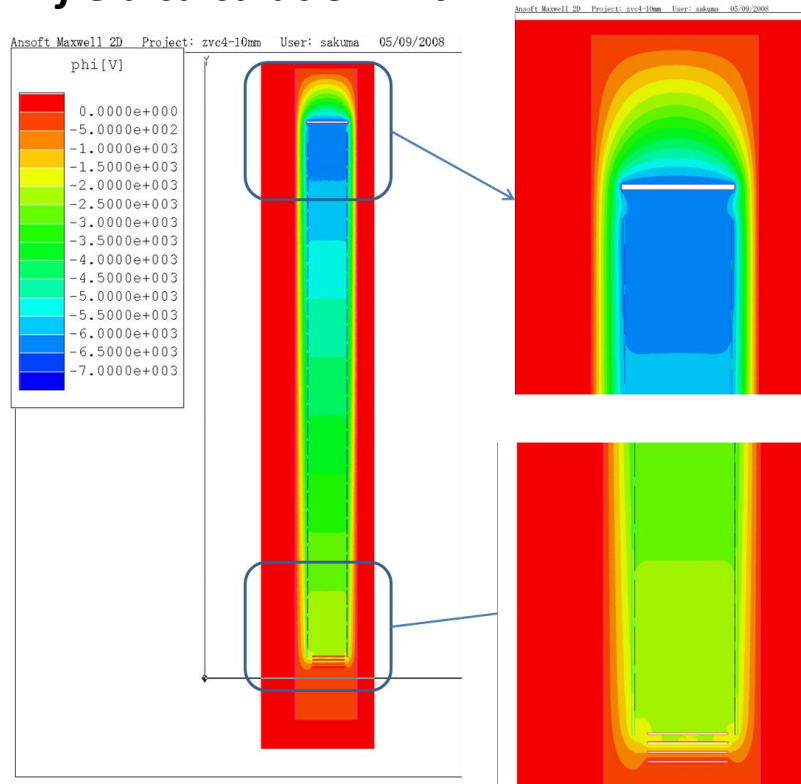 Ansoft Maxwell 2D Project: zvc4-10mm User: sakuma 05/09/2008
phi[V]
0.0000e+000
-5.0000e+002
-1.0000e+003
-1.5000e+003
-2.0000e+003
-2.5000e+003
-3.0000e+003
-3.5000e+003
-4.0000e+003
-4.5000e+003
-5.0000e+003
-5.5000e+003
-6.0000e+003
-6.5000e+003
-7.0000e+003
Ansoft Maxwell 2D Project: zvc4-10mm User: sakuma 05/09/2008